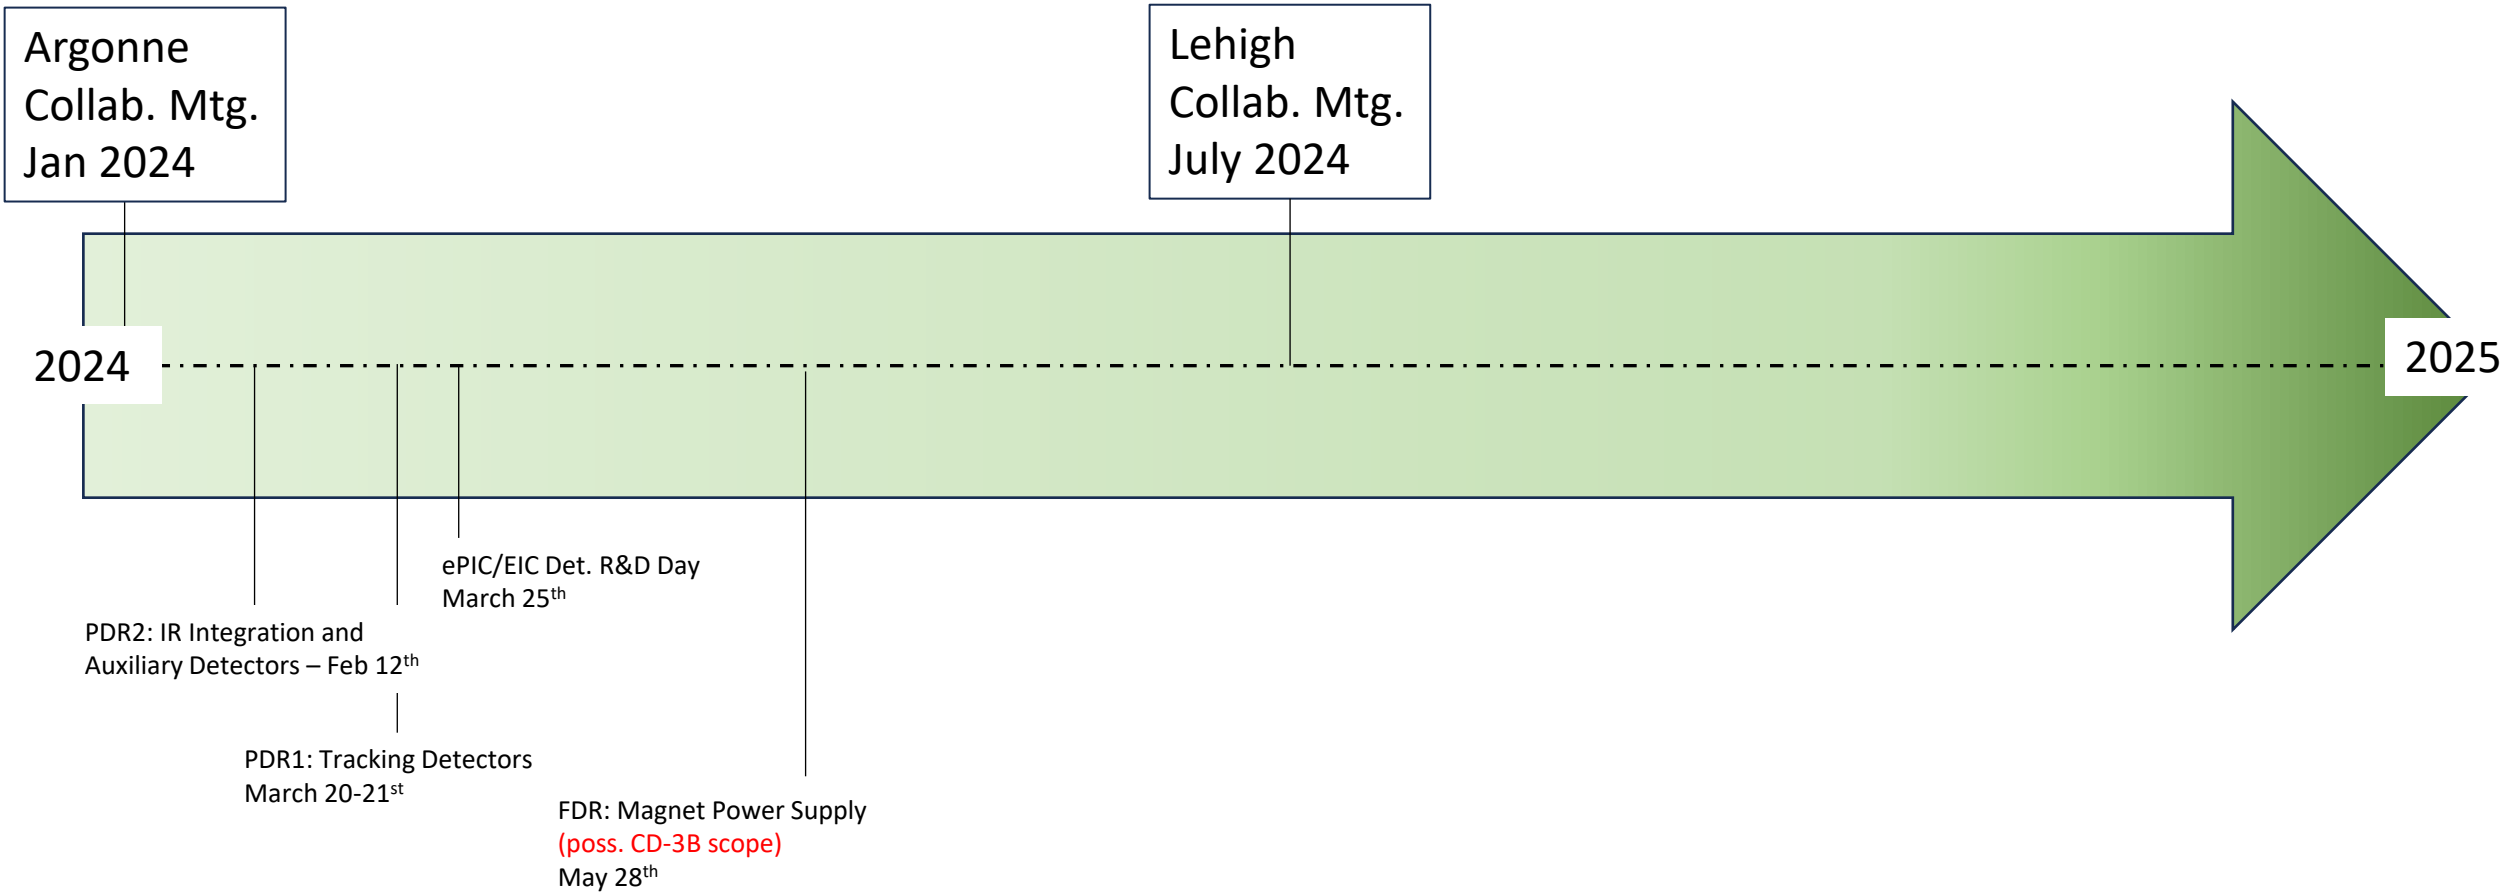 Argonne
Collab. Mtg.
Jan 2024
Lehigh
Collab. Mtg.
July 2024
2024
2025
ePIC/EIC Det. R&D Day
March 25th
PDR2: IR Integration and
Auxiliary Detectors – Feb 12th
PDR1: Tracking Detectors
March 20-21st
FDR: Magnet Power Supply
(poss. CD-3B scope)
May 28th